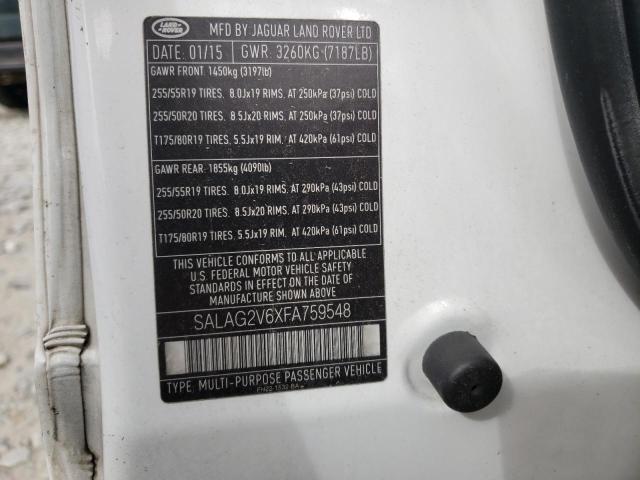 LAND ROVER
MFD BY JAGUAR LAND ROVER LTD
DATE. 01/15 GWR. 3260KG (7187LB)
GAWR FRONT 1450kg (3197lb)
255/55R19 TIRES. 8.0Jx19 RIMS. AT 250kPA (37psi) COLD
255/50R20 TIRES. 8.5Jx20 RIMS. AT 250kPA (37psi) COLD
T175/80R19 TIRES. 5.5Jx19 RIM. AT 420kPA (61psi) COLD
GAWR REAR 1855kg (4090lb)
255/55R19 TIRES. 8.0Jx19 RIMS. AT 290kPA (43psi) COLD
255/50R20 TIRES. 8.5Jx20 RIMS. AT 290kPA (43psi) COLD
T175/80R19 TIRES. 5.5Jx19 RIM. AT 420kPA (61psi) COLD
THIS VEHICLE CONFORMS TO ALL APPLICABLE
U.S. FEDERAL MOTOR VEHICLE SAFETY
STANDARDS IN EFFECT ON THE DATE OF
MANUFACTURE SHOWN ABOVE.
SALAG2V6XFA759548
TYPE. MULTI-PURPOSE PASSENGER VEHICLE
FH22-1532-BA